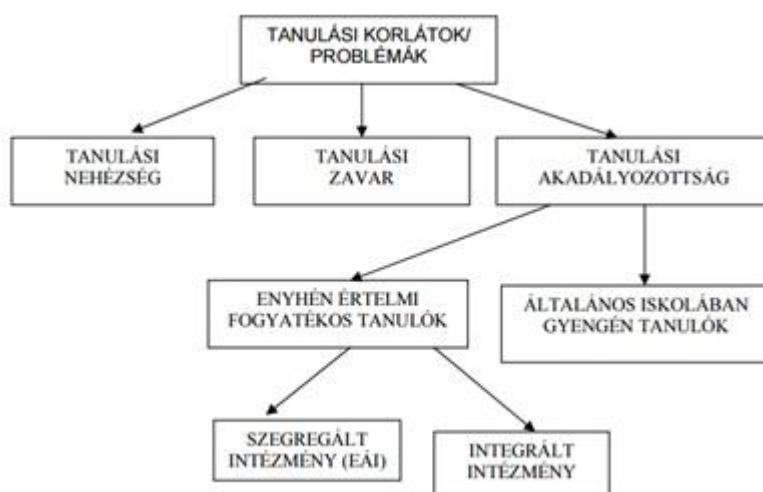 TANULÁSI KORLÁTOK/
PROBLÉMÁK
TANULÁSI
NEHÉZSÉG
TANULÁSI
ZAVAR
TANULÁSI
AKADÁLYOZOTTSÁG
ENYHÉN ÉRTELMI
FOGYATÉKOS TANULÓK
ÁLTALÁNOS ISKOLÁBAN
GYENGÉN TANULÓK
SZEGREGÁLT
INTÉZMÉNY (EÁI)
INTEGRÁLT
INTÉZMÉNY